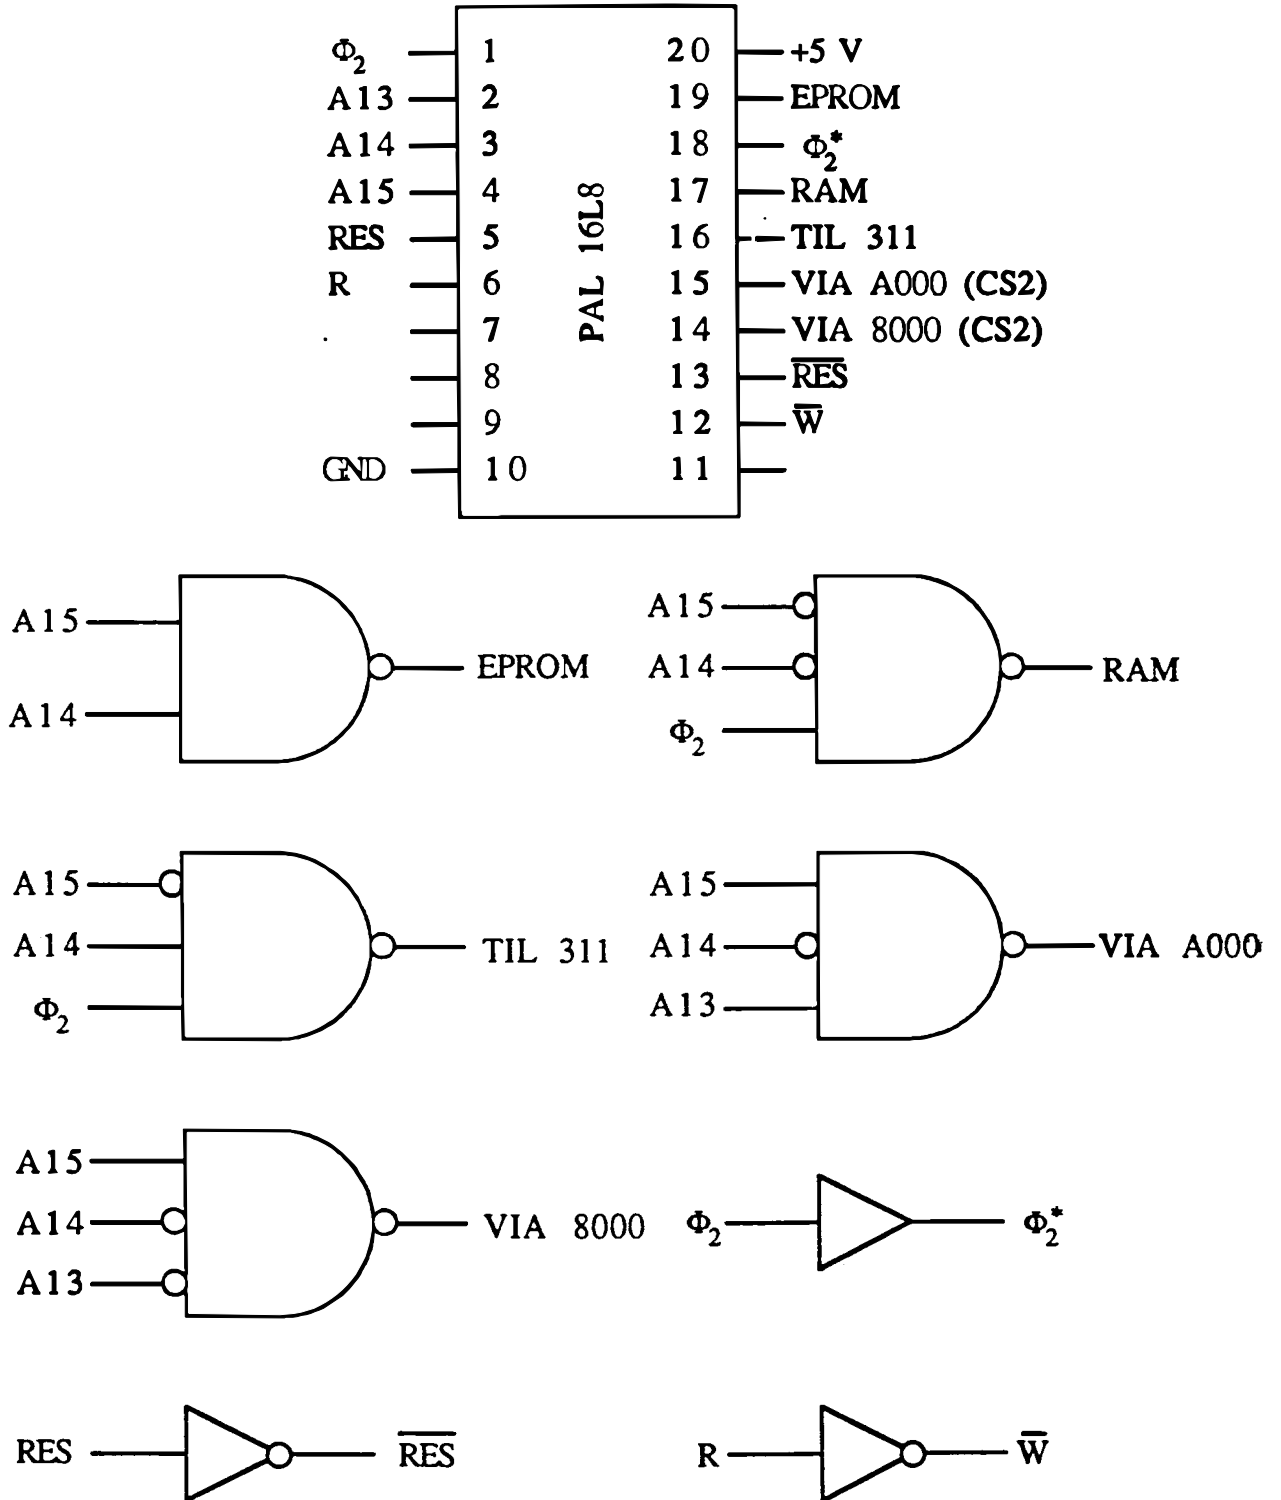 Φ2 1 20 +5 V
A13 2 19 EPROM
A14 3 18 Φ2*
A15 4 17 RAM
RES 5 16 TIL 311
R 6 15 VIA A000 (CS2)
7 14 VIA 8000 (CS2)
8 13 R̅E̅S̅
9 12 W̅
GND 10 11
PAL 16L8
A15
A14
EPROM
A15
A14
Φ2
RAM
A15
A14
Φ2
TIL 311
A15
A14
A13
VIA A000
A15
A14
A13
VIA 8000
Φ2 Φ2*
RES R̅E̅S̅
R W̅